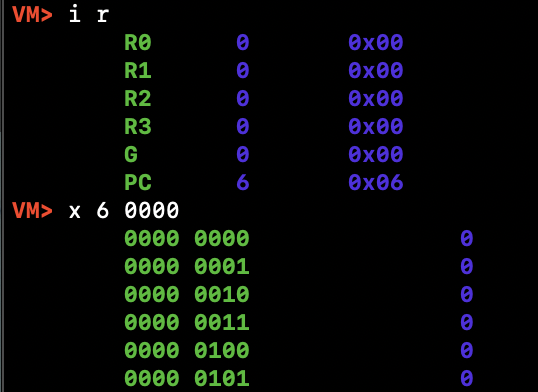 VM> i r
R0 0 0x00
R1 0 0x00
R2 0 0x00
R3 0 0x00
G 0 0x00
PC 6 0x06
VM> x 6 0000
0000 0000 0
0000 0001 0
0000 0010 0
0000 0011 0
0000 0100 0
0000 0101 0